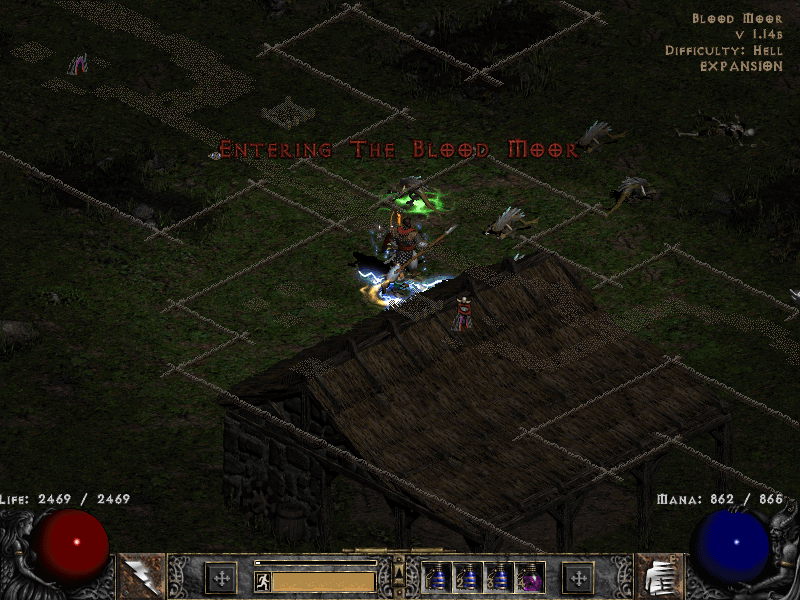 Blood Moor
v 1.14b
Difficulty: Hell
EXPANSION
Entering The Blood Moor
Life: 2469 / 2469
Mana: 862 / 866